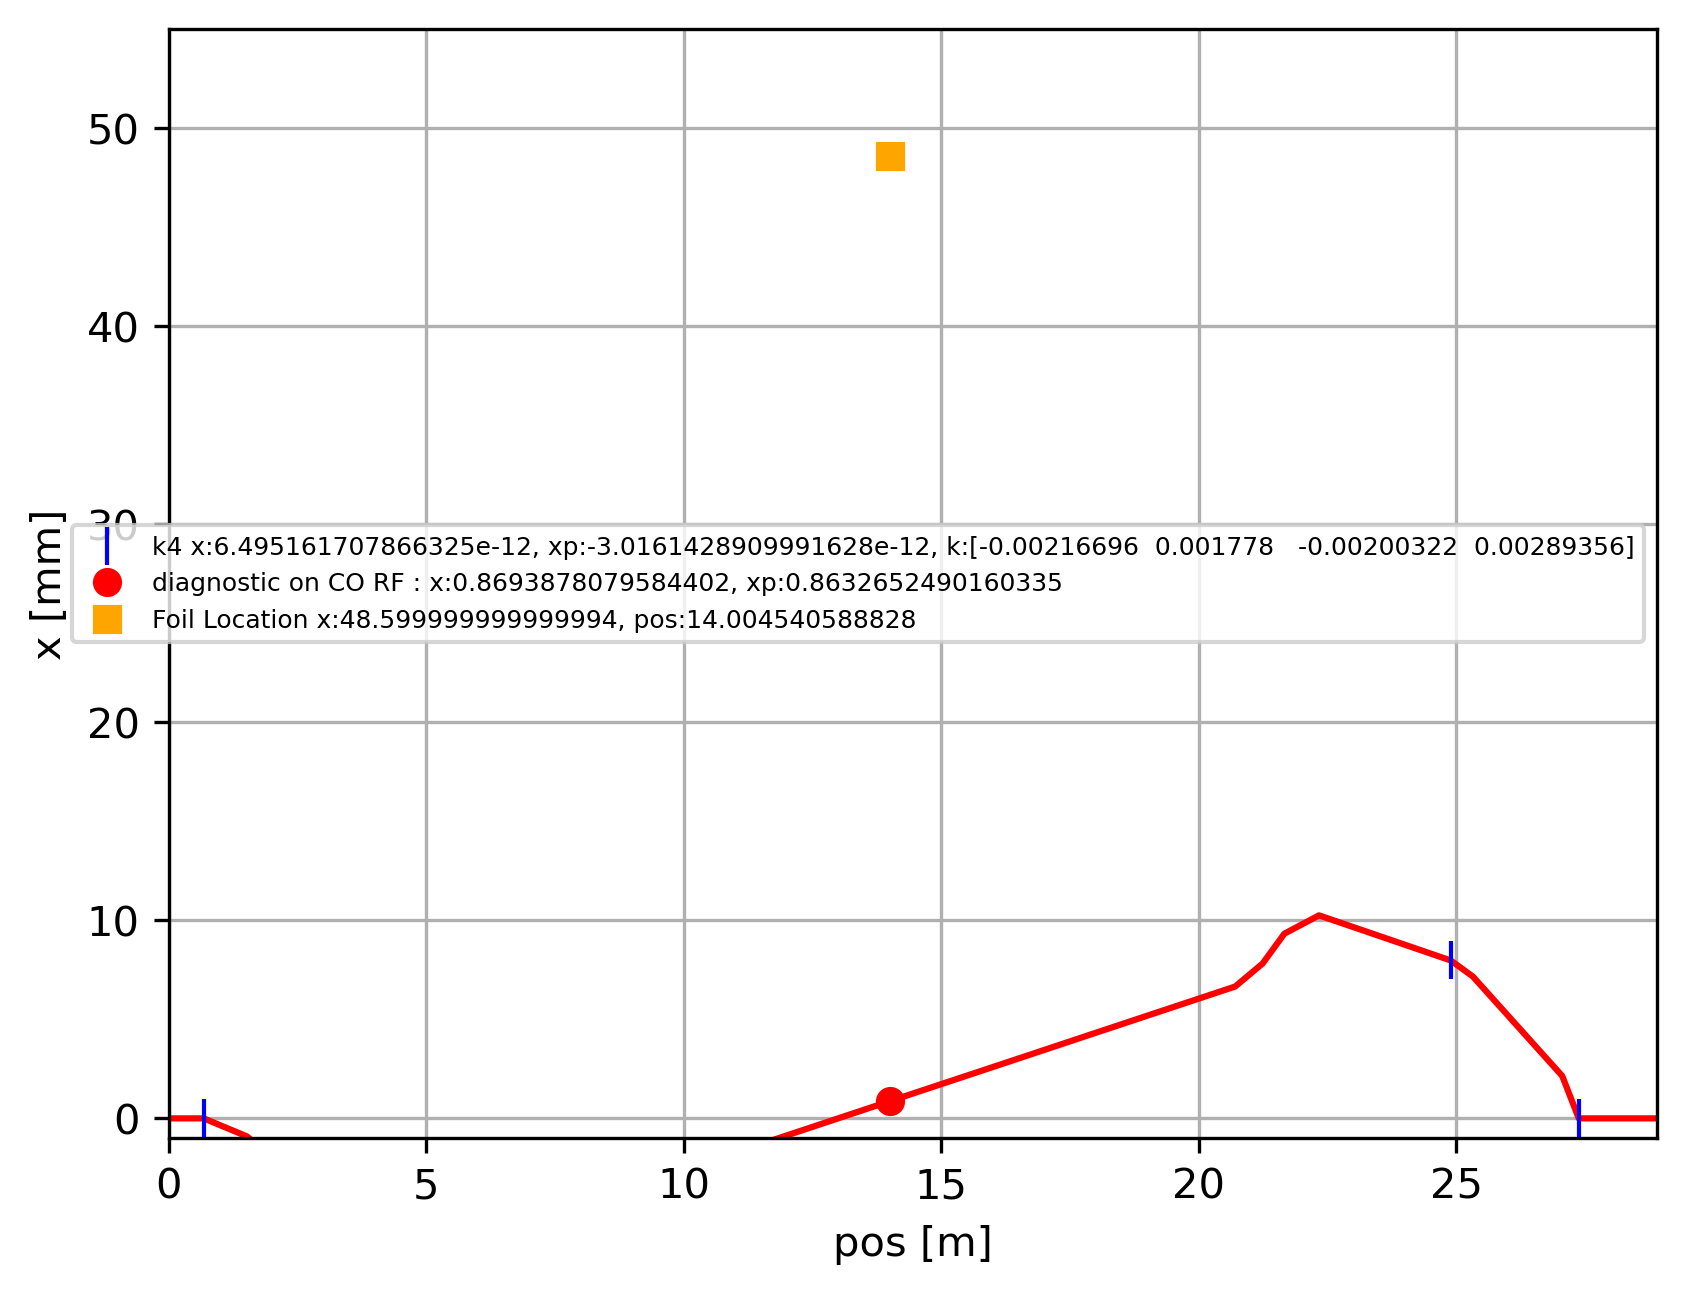 50
40
30
20
10
0
x [mm]
k4 x:6.495161707866325e-12, xp:-3.0161428909991628e-12, k:[-0.00216696 0.001778 -0.00200322 0.00289356]
diagnostic on CO RF : x:0.8693878079584402, xp:0.8632652490160335
Foil Location x:48.599999999999994, pos:14.004540588828
0 5 10 15 20 25
pos [m]